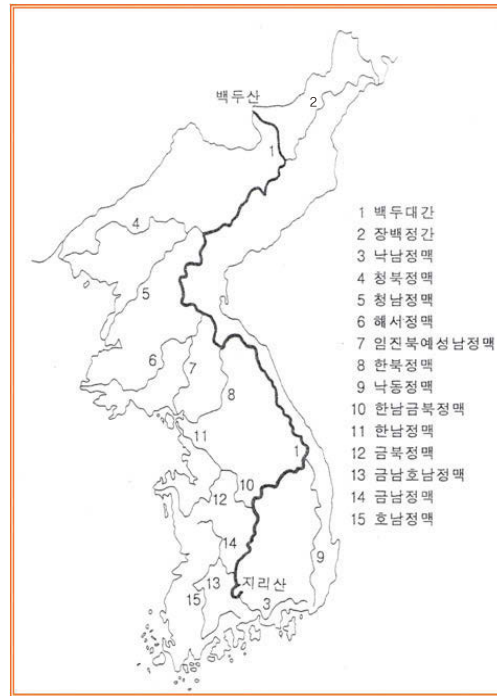 백두산
2
1
4
5
6
7
8
11
1
10
12
14
9
13
지리산
15
3
1 백두대간
2 장백정간
3 낙남정맥
4 청북정맥
5 청남정맥
6 해서정맥
7 임진북예성남정맥
8 한북정맥
9 낙동정맥
10 한남금북정맥
11 한남정맥
12 금북정맥
13 금남호남정맥
14 금남정맥
15 호남정맥